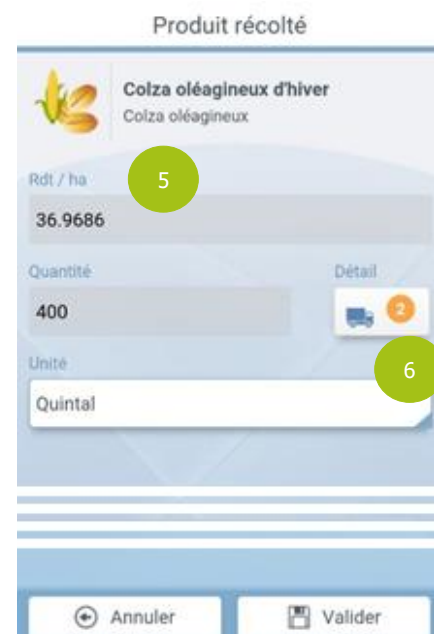 Produit récolté
Colza oléagineux d'hiver
Colza oléagineux
Rdt / ha
5
36.9686
Quantité
Détail
400
2
Unité
6
Quintal
Annuler
Valider